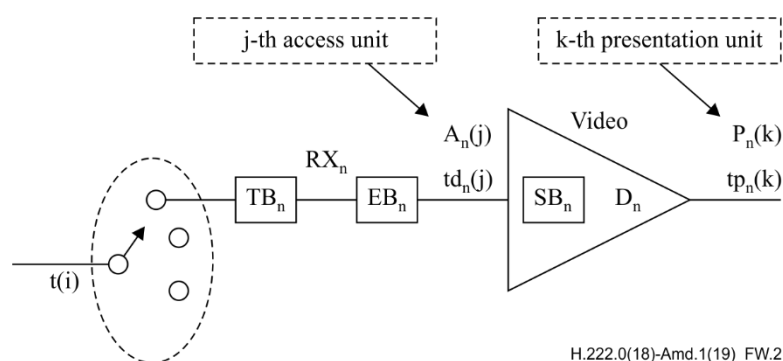 j-th access unit
k-th presentation unit
Video
Aₙ(j)
Pₙ(k)
RXₙ
tdₙ(j)
tpₙ(k)
TBₙ
EBₙ
SBₙ
Dₙ
t(i)
H.222.0(18)-Amd.1(19)_FW.2